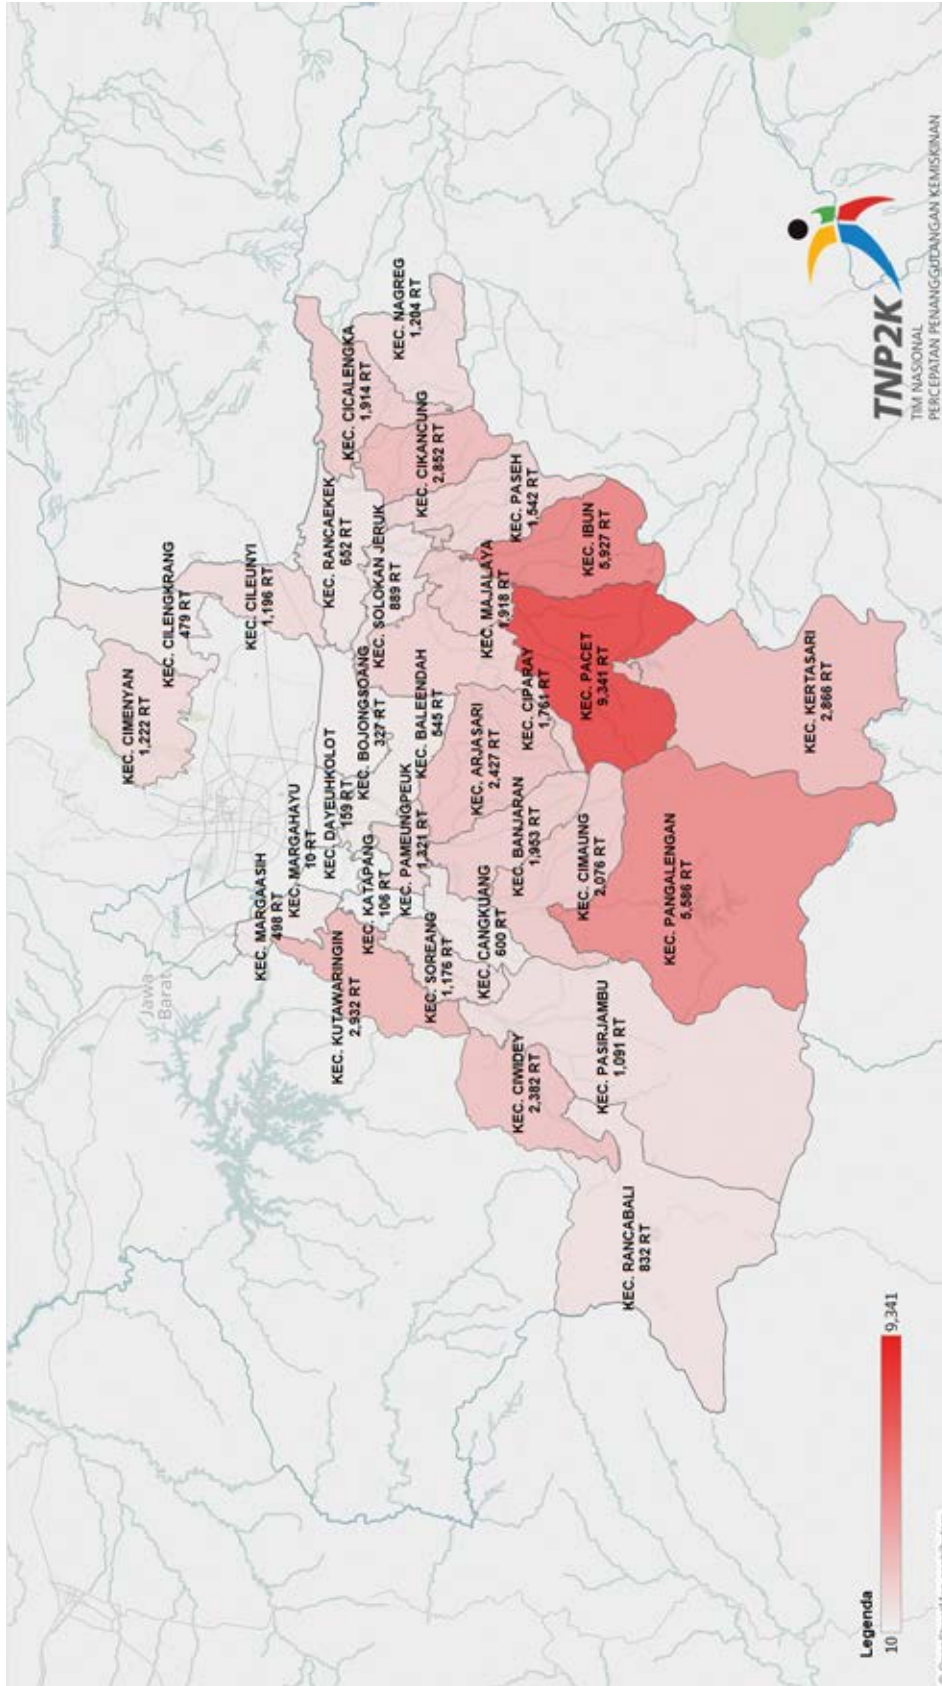 KEC. CIMENYAN
1,222 RT
KEC. CILENGKRANG
479 RT
KEC. CILEUNYI
1,196 RT
KEC. MARGAASIH
498 RT
KEC. MARGAHAYU
10 RT
KEC. DAYEUHKOLOT
159 RT
KEC. RANCAEKEK
652 RT
KEC. CICALENGKA
1,914 RT
KEC. NAGREG
1,204 RT
Jawa
Barat
KEC. KUTAWARINGIN
2,932 RT
KEC. KATAPANG
106 RT
KEC. BOJONGSOANG
327 RT
KEC. SOLOKAN JERUK
889 RT
KEC. CIKANCUNG
2,852 RT
KEC. PAMEUNGPEUK
1,321 RT
KEC. BALEENDAH
545 RT
KEC. SOREANG
1,176 RT
KEC. CANGKUANG
600 RT
KEC. ARJASARI
2,427 RT
KEC. MAJALAYA
1,918 RT
KEC. PASEH
1,542 RT
KEC. CIWIDEY
2,382 RT
KEC. BANJARAN
1,953 RT
KEC. CIPARAY
1,761 RT
KEC. CIMAUNG
2,076 RT
KEC. PACET
9,341 RT
KEC. IBUN
5,927 RT
KEC. PASIRJAMBU
1,091 RT
KEC. RANCABALI
832 RT
KEC. PANGALENGAN
5,586 RT
KEC. KERTASARI
2,866 RT
Legenda
10
9,341
TNP2K
TIM NASIONAL
PERCEPATAN PENANGGULANGAN KEMISKINAN